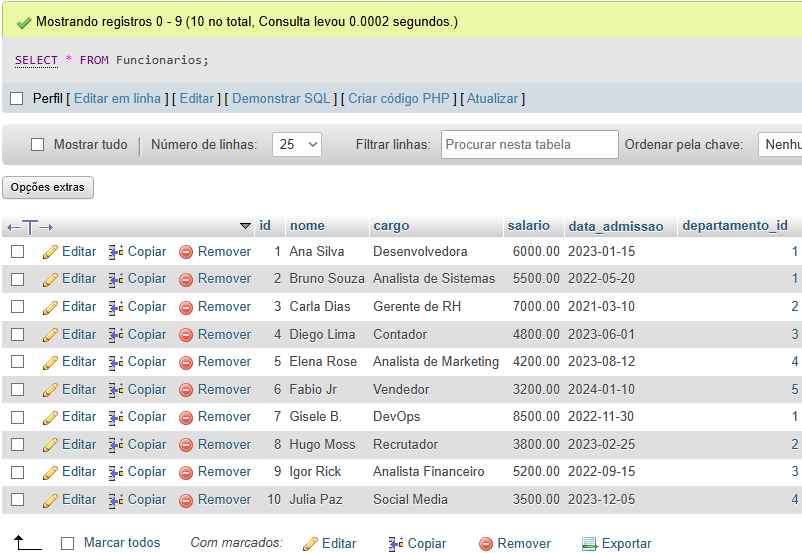 Mostrando registros 0 - 9 (10 no total, Consulta levou 0.0002 segundos.)
SELECT * FROM Funcionarios;
Perfil [ Editar em linha ] [ Editar ] [ Demonstrar SQL ] [ Criar código PHP ] [ Atualizar ]
Mostrar tudo | Número de linhas: 25 Filtrar linhas: Procurar nesta tabela Ordenar pela chave: Nenhu
Opções extras
←T→ id nome cargo salario data_admissao departamento_id
Editar Copiar Remover 1 Ana Silva Desenvolvedora 6000.00 2023-01-15 1
Editar Copiar Remover 2 Bruno Souza Analista de Sistemas 5500.00 2022-05-20 1
Editar Copiar Remover 3 Carla Dias Gerente de RH 7000.00 2021-03-10 2
Editar Copiar Remover 4 Diego Lima Contador 4800.00 2023-06-01 3
Editar Copiar Remover 5 Elena Rose Analista de Marketing 4200.00 2023-08-12 4
Editar Copiar Remover 6 Fabio Jr Vendedor 3200.00 2024-01-10 5
Editar Copiar Remover 7 Gisele B. DevOps 8500.00 2022-11-30 1
Editar Copiar Remover 8 Hugo Moss Recrutador 3800.00 2023-02-25 2
Editar Copiar Remover 9 Igor Rick Analista Financeiro 5200.00 2022-09-15 3
Editar Copiar Remover 10 Julia Paz Social Media 3500.00 2023-12-05 4
Marcar todos Com marcados: Editar Copiar Remover Exportar